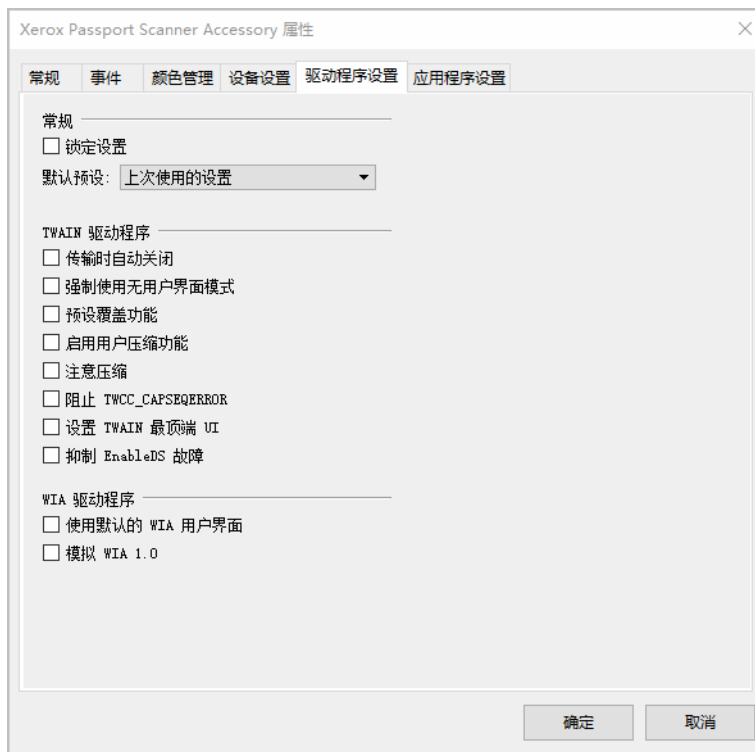 Xerox Passport Scanner Accessory 属性
常规 事件 颜色管理 设备设置 驱动程序设置 应用程序设置
常规
锁定设置
默认预设: 上次使用的设置
TWAIN 驱动程序
传输时自动关闭
强制使用无用户界面模式
预设覆盖功能
启用用户压缩功能
注意压缩
阻止 TWCC_CAPSEQERROR
设置 TWAIN 最顶端 UI
抑制 EnableDS 故障
WIA 驱动程序
使用默认的 WIA 用户界面
模拟 WIA 1.0
确定 取消